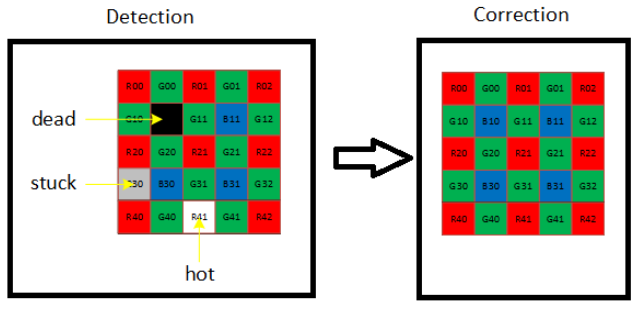 Detection
R00 G00 R01 G01 R02
dead
G10 G11 B11 G12
R20 G20 R21 G21 R22
stuck
B30 G31 B31 G32
R40 G40 R41 G41 R42
hot
Correction
R00 G00 R01 G01 R02
G10 B10 G11 B11 G12
R20 G20 R21 G21 R22
G30 B30 G31 B31 G32
R40 G40 R41 G41 R42